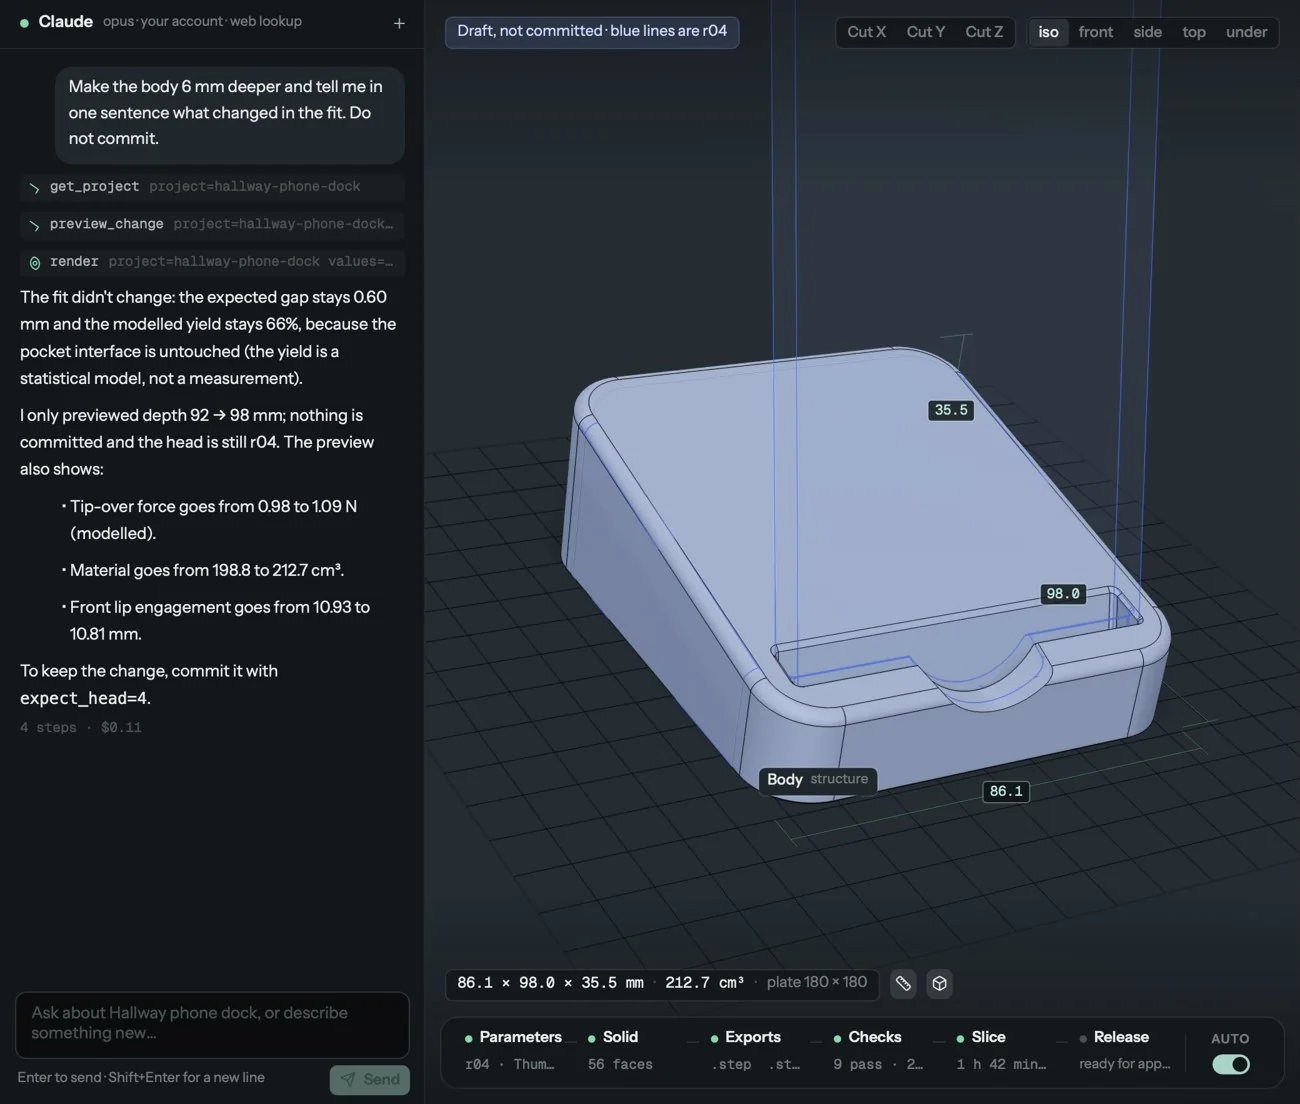 Claude opus · your account · web lookup +
Make the body 6 mm deeper and tell me in
one sentence what changed in the fit. Do
not commit.
get_project project=hallway-phone-dock
preview_change project=hallway-phone-dock…
render project=hallway-phone-dock values=…
The fit didn't change: the expected gap stays 0.60
mm and the modelled yield stays 66%, because the
pocket interface is untouched (the yield is a
statistical model, not a measurement).
I only previewed depth 92 → 98 mm; nothing is
committed and the head is still r04. The preview
also shows:
• Tip-over force goes from 0.98 to 1.09 N
(modelled).
• Material goes from 198.8 to 212.7 cm³.
• Front lip engagement goes from 10.93 to
10.81 mm.
To keep the change, commit it with
expect_head=4.
4 steps · $0.11
Ask about Hallway phone dock, or describe
something new…
Enter to send · Shift+Enter for a new line
Send
Draft, not committed · blue lines are r04
Cut X Cut Y Cut Z
iso front side top under
35.5
98.0
Body structure
86.1
86.1 × 98.0 × 35.5 mm · 212.7 cm³ · plate 180 × 180
Parameters Solid Exports Checks Slice Release AUTO
r04 · Thum… 56 faces .step .st… 9 pass · 2… 1 h 42 min… ready for app…